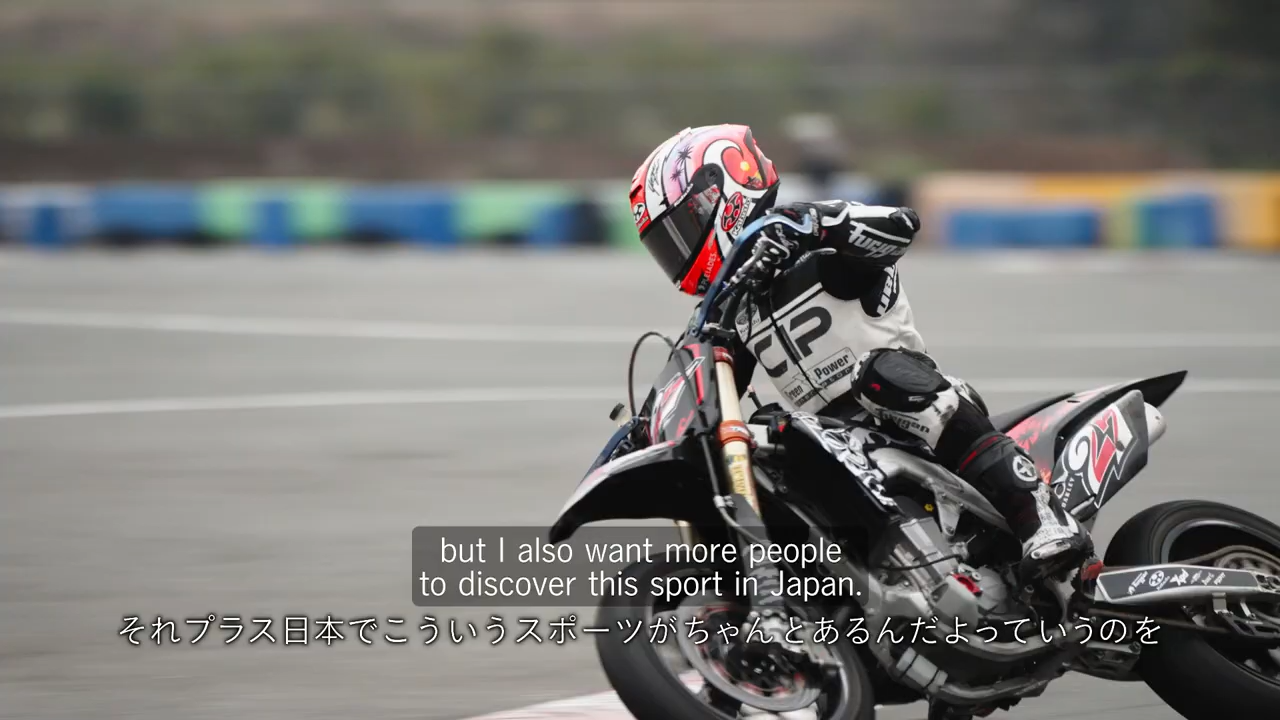 PLEIADES
CIP
Power
but I also want more people
to discover this sport in Japan.
それプラス日本でこういうスポーツがちゃんとあるんだよっていうのを